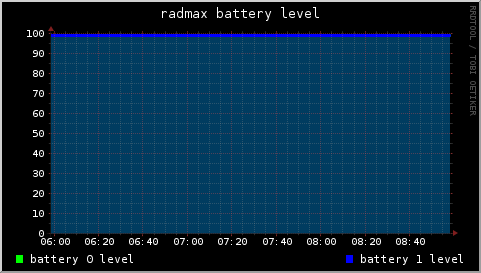 radmax battery level
RRDTOOL / TOBI OETIKER
100
90
80
70
60
50
40
30
20
10
0
06:00 06:20 06:40 07:00 07:20 07:40 08:00 08:20 08:40
battery 0 level battery 1 level